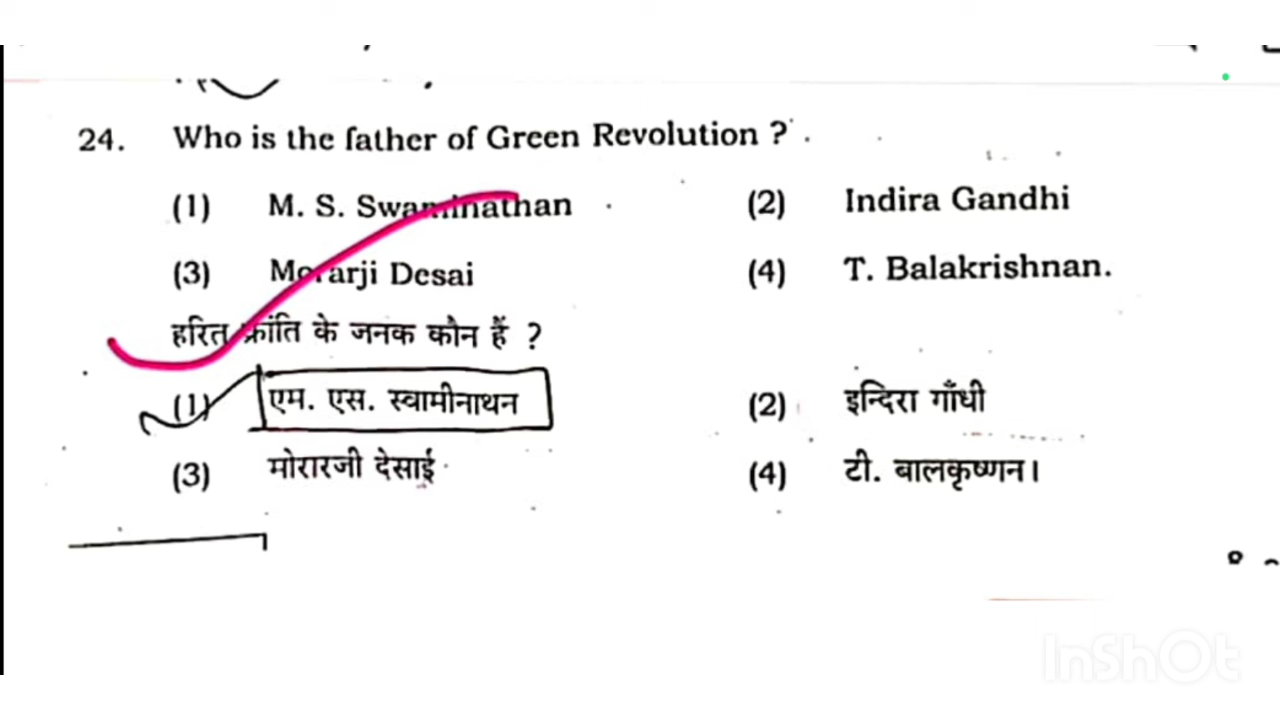 24. Who is the father of Green Revolution ?
(1) M. S. Swaminathan (2) Indira Gandhi
(3) Morarji Desai (4) T. Balakrishnan.
हरित क्रांति के जनक कौन हैं ?
(1) एम. एस. स्वामीनाथन (2) इन्दिरा गाँधी
(3) मोरारजी देसाई (4) टी. बालकृष्णन।
InShOt